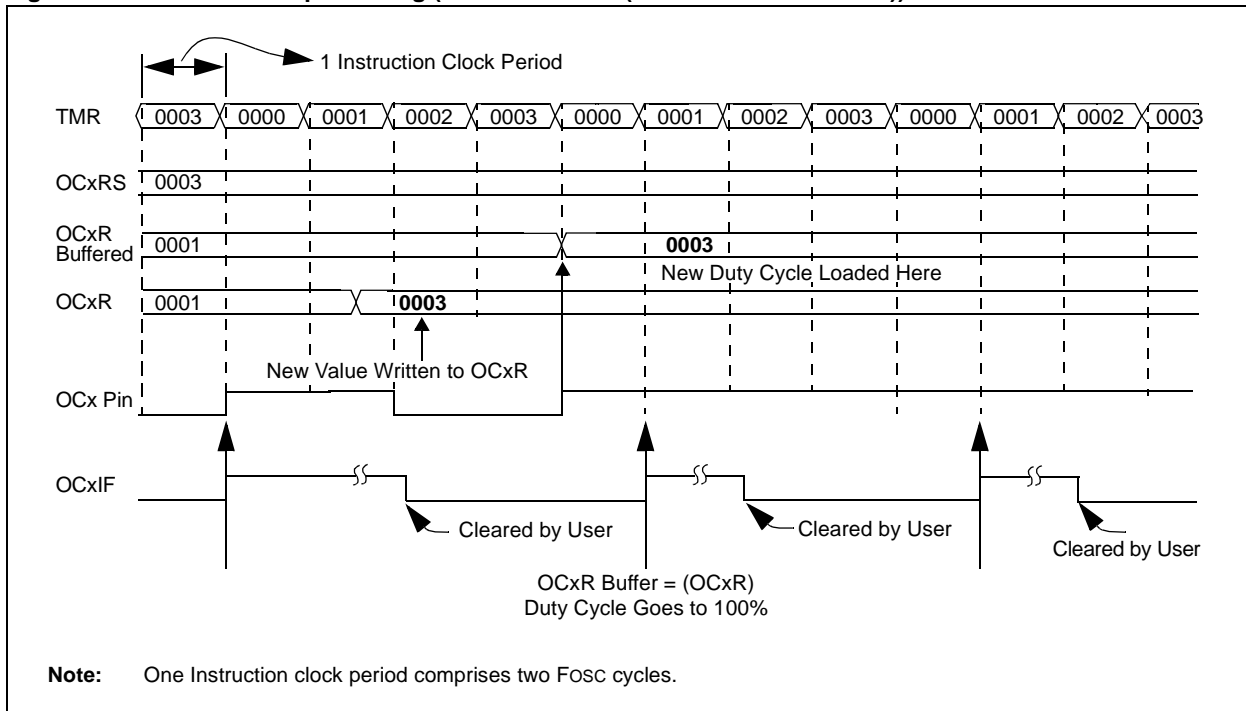 1 Instruction Clock Period
TMR 0003 0000 0001 0002 0003 0000 0001 0002 0003 0000 0001 0002 0003
OCxRS 0003
OCxR
Buffered 0001 0003
New Duty Cycle Loaded Here
OCxR 0001 0003
New Value Written to OCxR
OCx Pin
OCxIF
Cleared by User Cleared by User Cleared by User
OCxR Buffer = (OCxR)
Duty Cycle Goes to 100%
Note: One Instruction clock period comprises two FOSC cycles.